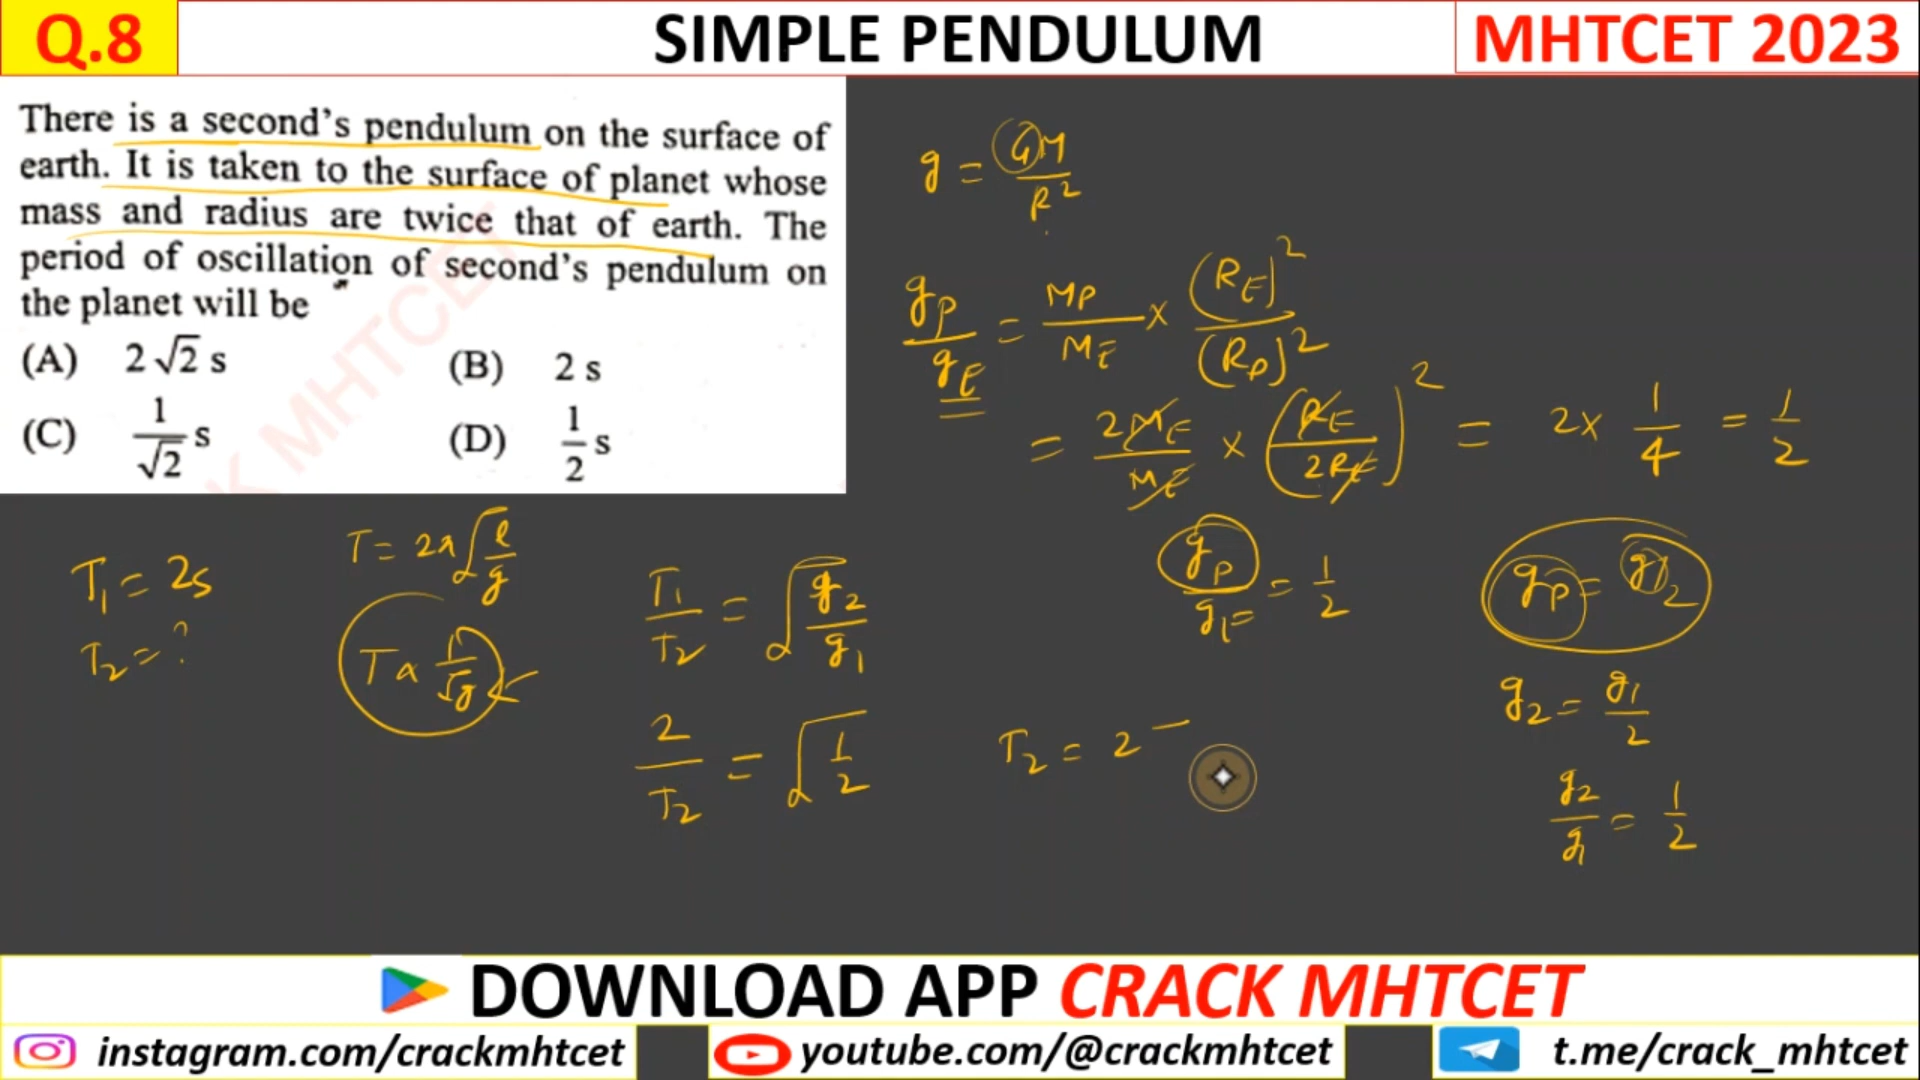 Q.8
SIMPLE PENDULUM
MHTCET 2023
There is a second's pendulum on the surface of
earth. It is taken to the surface of planet whose
mass and radius are twice that of earth. The
period of oscillation of second's pendulum on
the planet will be
(A) 2√2 s (B) 2 s
(C) 1/√2 s (D) 1/2 s
K MHTCET
g = GM/R²
gP/gE = MP/ME × (RE)²/(RP)²
= 2ME/ME × (RE/2RE)² = 2 × 1/4 = 1/2
gP/gE = 1/2
gP = g/2
g2 = g1/2
g2/g1 = 1/2
T1 = 2s
T2 = ?
T = 2π√(l/g)
T α 1/√g
T1/T2 = √(g2/g1)
2/T2 = √(1/2)
T2 = 2
DOWNLOAD APP CRACK MHTCET
instagram.com/crackmhtcet
youtube.com/@crackmhtcet
t.me/crack_mhtcet